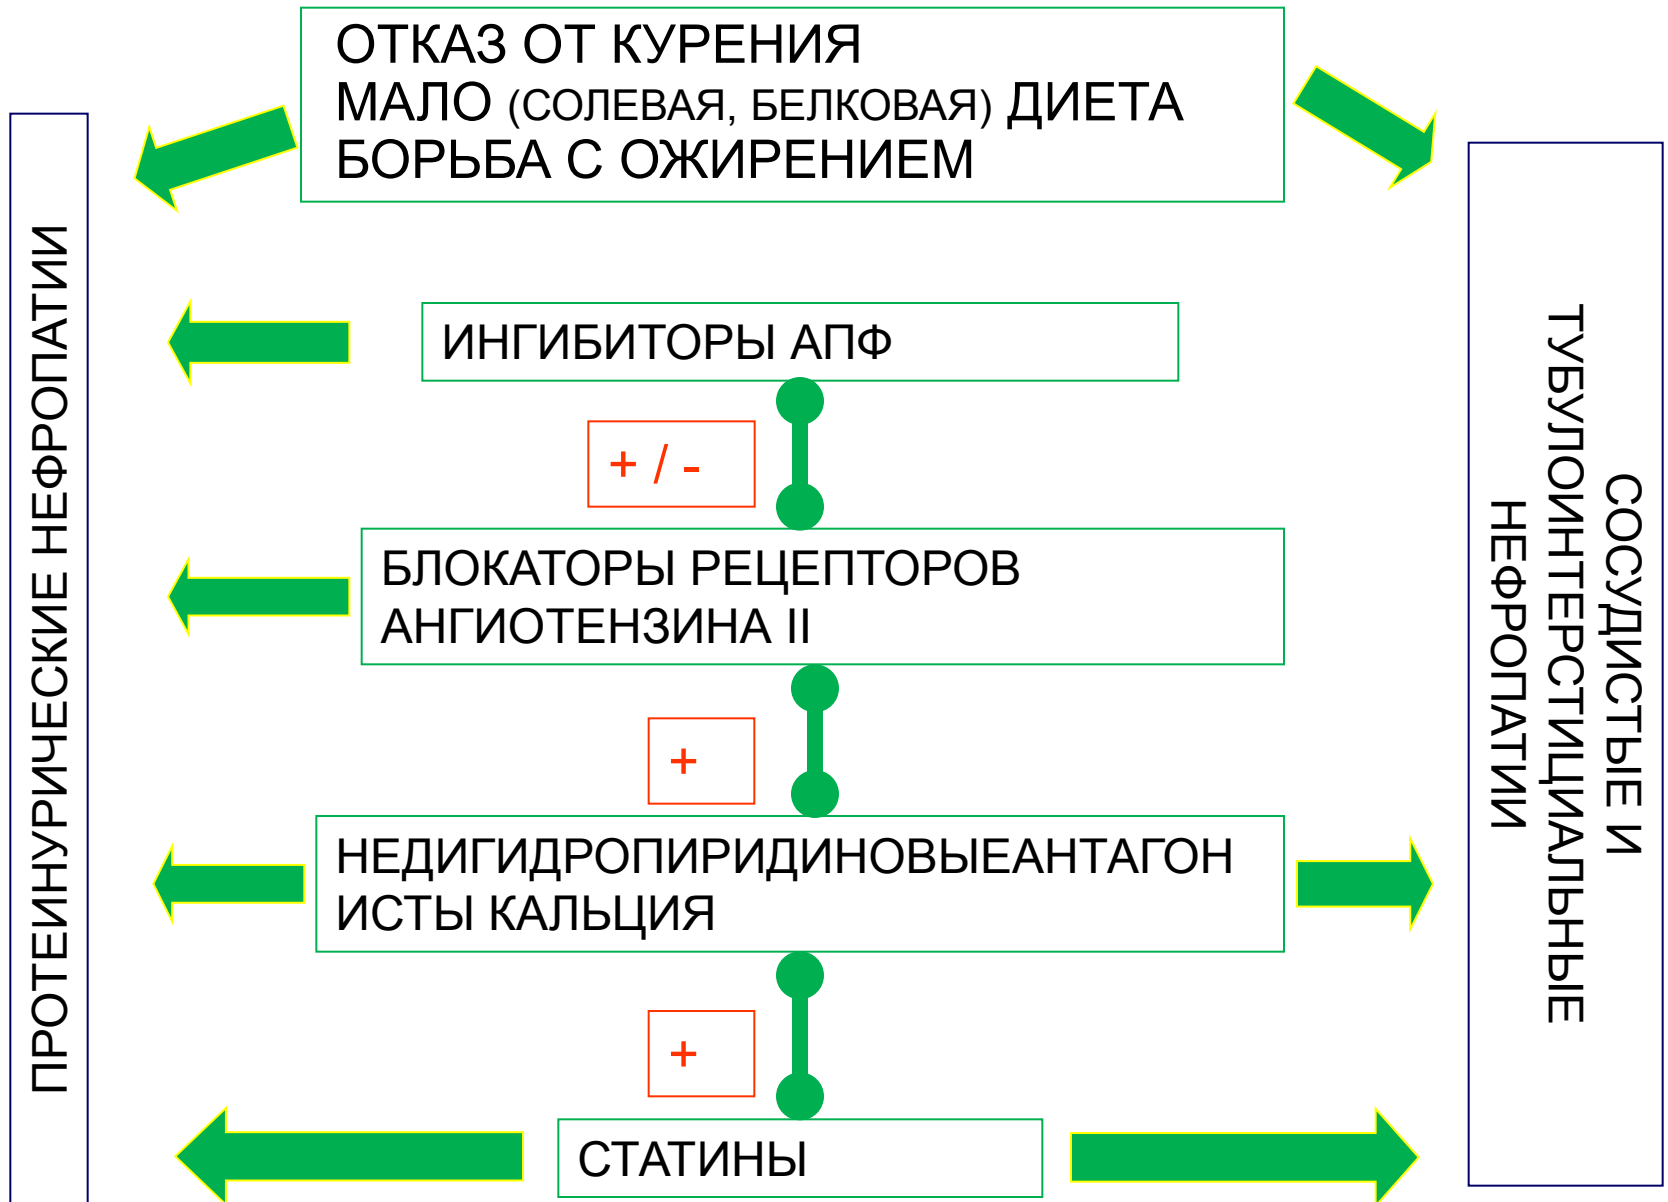 ОТКАЗ ОТ КУРЕНИЯ
МАЛО (СОЛЕВАЯ, БЕЛКОВАЯ) ДИЕТА
БОРЬБА С ОЖИРЕНИЕМ
ПРОТЕИНУРИЧЕСКИЕ НЕФРОПАТИИ
ИНГИБИТОРЫ АПФ
+ / -
БЛОКАТОРЫ РЕЦЕПТОРОВ
АНГИОТЕНЗИНА II
+
НЕДИГИДРОПИРИДИНОВЫЕАНТАГОН
ИСТЫ КАЛЬЦИЯ
+
СТАТИНЫ
СОСУДИСТЫЕ И
ТУБУЛОИНТЕРСТИЦИАЛЬНЫЕ
НЕФРОПАТИИ